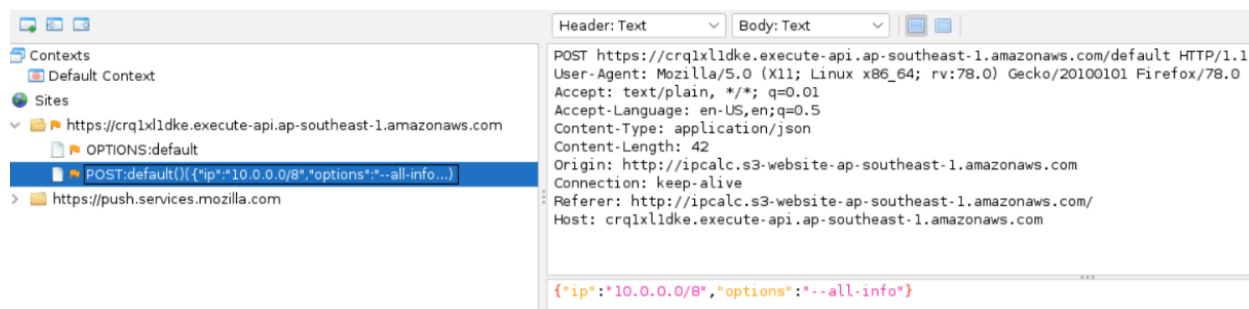 Header: Text
Body: Text
Contexts
Default Context
Sites
https://crq1xl1dke.execute-api.ap-southeast-1.amazonaws.com
OPTIONS:default
POST:default()({"ip":"10.0.0.0/8","options":"--all-info...)
https://push.services.mozilla.com
POST https://crq1xl1dke.execute-api.ap-southeast-1.amazonaws.com/default HTTP/1.1
User-Agent: Mozilla/5.0 (X11; Linux x86_64; rv:78.0) Gecko/20100101 Firefox/78.0
Accept: text/plain, */*; q=0.01
Accept-Language: en-US,en;q=0.5
Content-Type: application/json
Content-Length: 42
Origin: http://ipcalc.s3-website-ap-southeast-1.amazonaws.com
Connection: keep-alive
Referer: http://ipcalc.s3-website-ap-southeast-1.amazonaws.com/
Host: crq1xl1dke.execute-api.ap-southeast-1.amazonaws.com
{"ip":"10.0.0.0/8","options":"--all-info"}